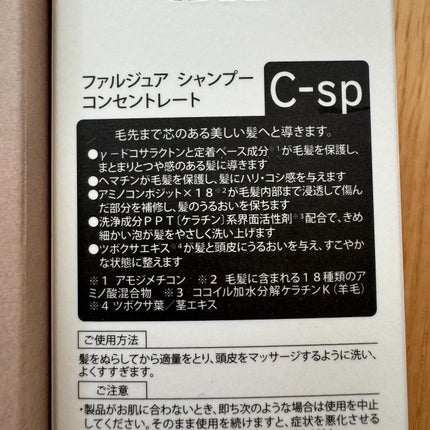 ファルジュア シャンプー
コンセントレート
C-sp
毛先まで芯のある美しい髪へと導きます。
●γ－ドコサラクトンと定着ベース成分※1が毛髪を保護し、
まとまりとつや感のある髪に導きます
●ヘマチンが毛髪を保護し、髪にハリ・コシ感を与えます
●アミノコンポジット×18※2が毛髪内部まで浸透して傷ん
だ部分を補修し、髪のうるおいを保ちます
●洗浄成分PPT〔ケラチン〕系界面活性剤※3配合で、きめ
細かい泡が髪をやさしく洗い上げます
●ツボクサエキス※4が髪と頭皮にうるおいを与え、すこやか
な状態に整えます
※1 アモジメチコン ※2 毛髪に含まれる18種類のア
ミノ酸混合物 ※3 ココイル加水分解ケラチンK（羊毛）
※4 ツボクサ葉／茎エキス
ご使用方法
髪をぬらしてから適量をとり、頭皮をマッサージするように洗い、
よくすすぎます。
ご注意
・製品がお肌に合わないとき、即ち次のような場合は使用を中止
してください。そのまま使用を続けますと、症状を悪化させる